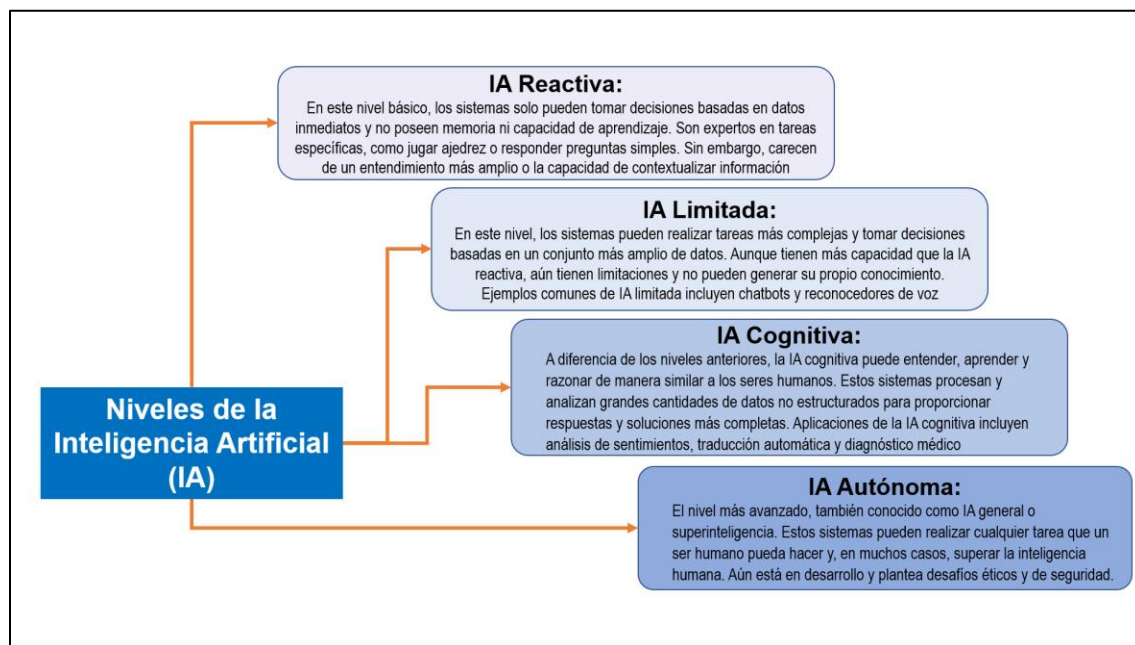 IA Reactiva:
En este nivel básico, los sistemas solo pueden tomar decisiones basadas en datos
inmediatos y no poseen memoria ni capacidad de aprendizaje. Son expertos en tareas
específicas, como jugar ajedrez o responder preguntas simples. Sin embargo, carecen
de un entendimiento más amplio o la capacidad de contextualizar información
IA Limitada:
En este nivel, los sistemas pueden realizar tareas más complejas y tomar decisiones
basadas en un conjunto más amplio de datos. Aunque tienen más capacidad que la IA
reactiva, aún tienen limitaciones y no pueden generar su propio conocimiento.
Ejemplos comunes de IA limitada incluyen chatbots y reconocedores de voz
IA Cognitiva:
A diferencia de los niveles anteriores, la IA cognitiva puede entender, aprender y
razonar de manera similar a los seres humanos. Estos sistemas procesan y
analizan grandes cantidades de datos no estructurados para proporcionar
respuestas y soluciones más completas. Aplicaciones de la IA cognitiva incluyen
análisis de sentimientos, traducción automática y diagnóstico médico
Niveles de la
Inteligencia Artificial
(IA)
IA Autónoma:
El nivel más avanzado, también conocido como IA general o
superinteligencia. Estos sistemas pueden realizar cualquier tarea que un
ser humano pueda hacer y, en muchos casos, superar la inteligencia
humana. Aún está en desarrollo y plantea desafíos éticos y de seguridad.